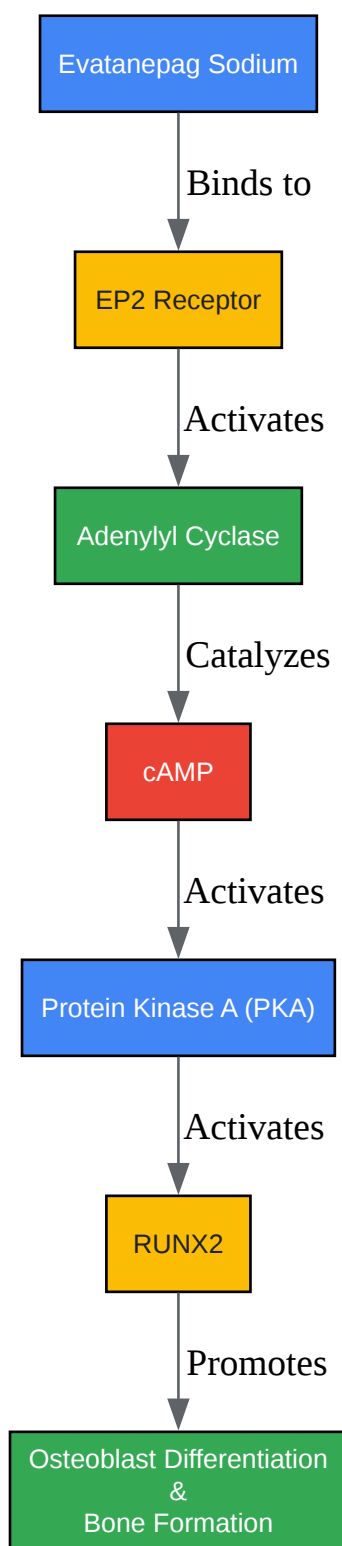 Evatanepag Sodium
Binds to
EP2 Receptor
Activates
Adenylyl Cyclase
Catalyzes
cAMP
Activates
Protein Kinase A (PKA)
Activates
RUNX2
Promotes
Osteoblast Differentiation
&
Bone Formation